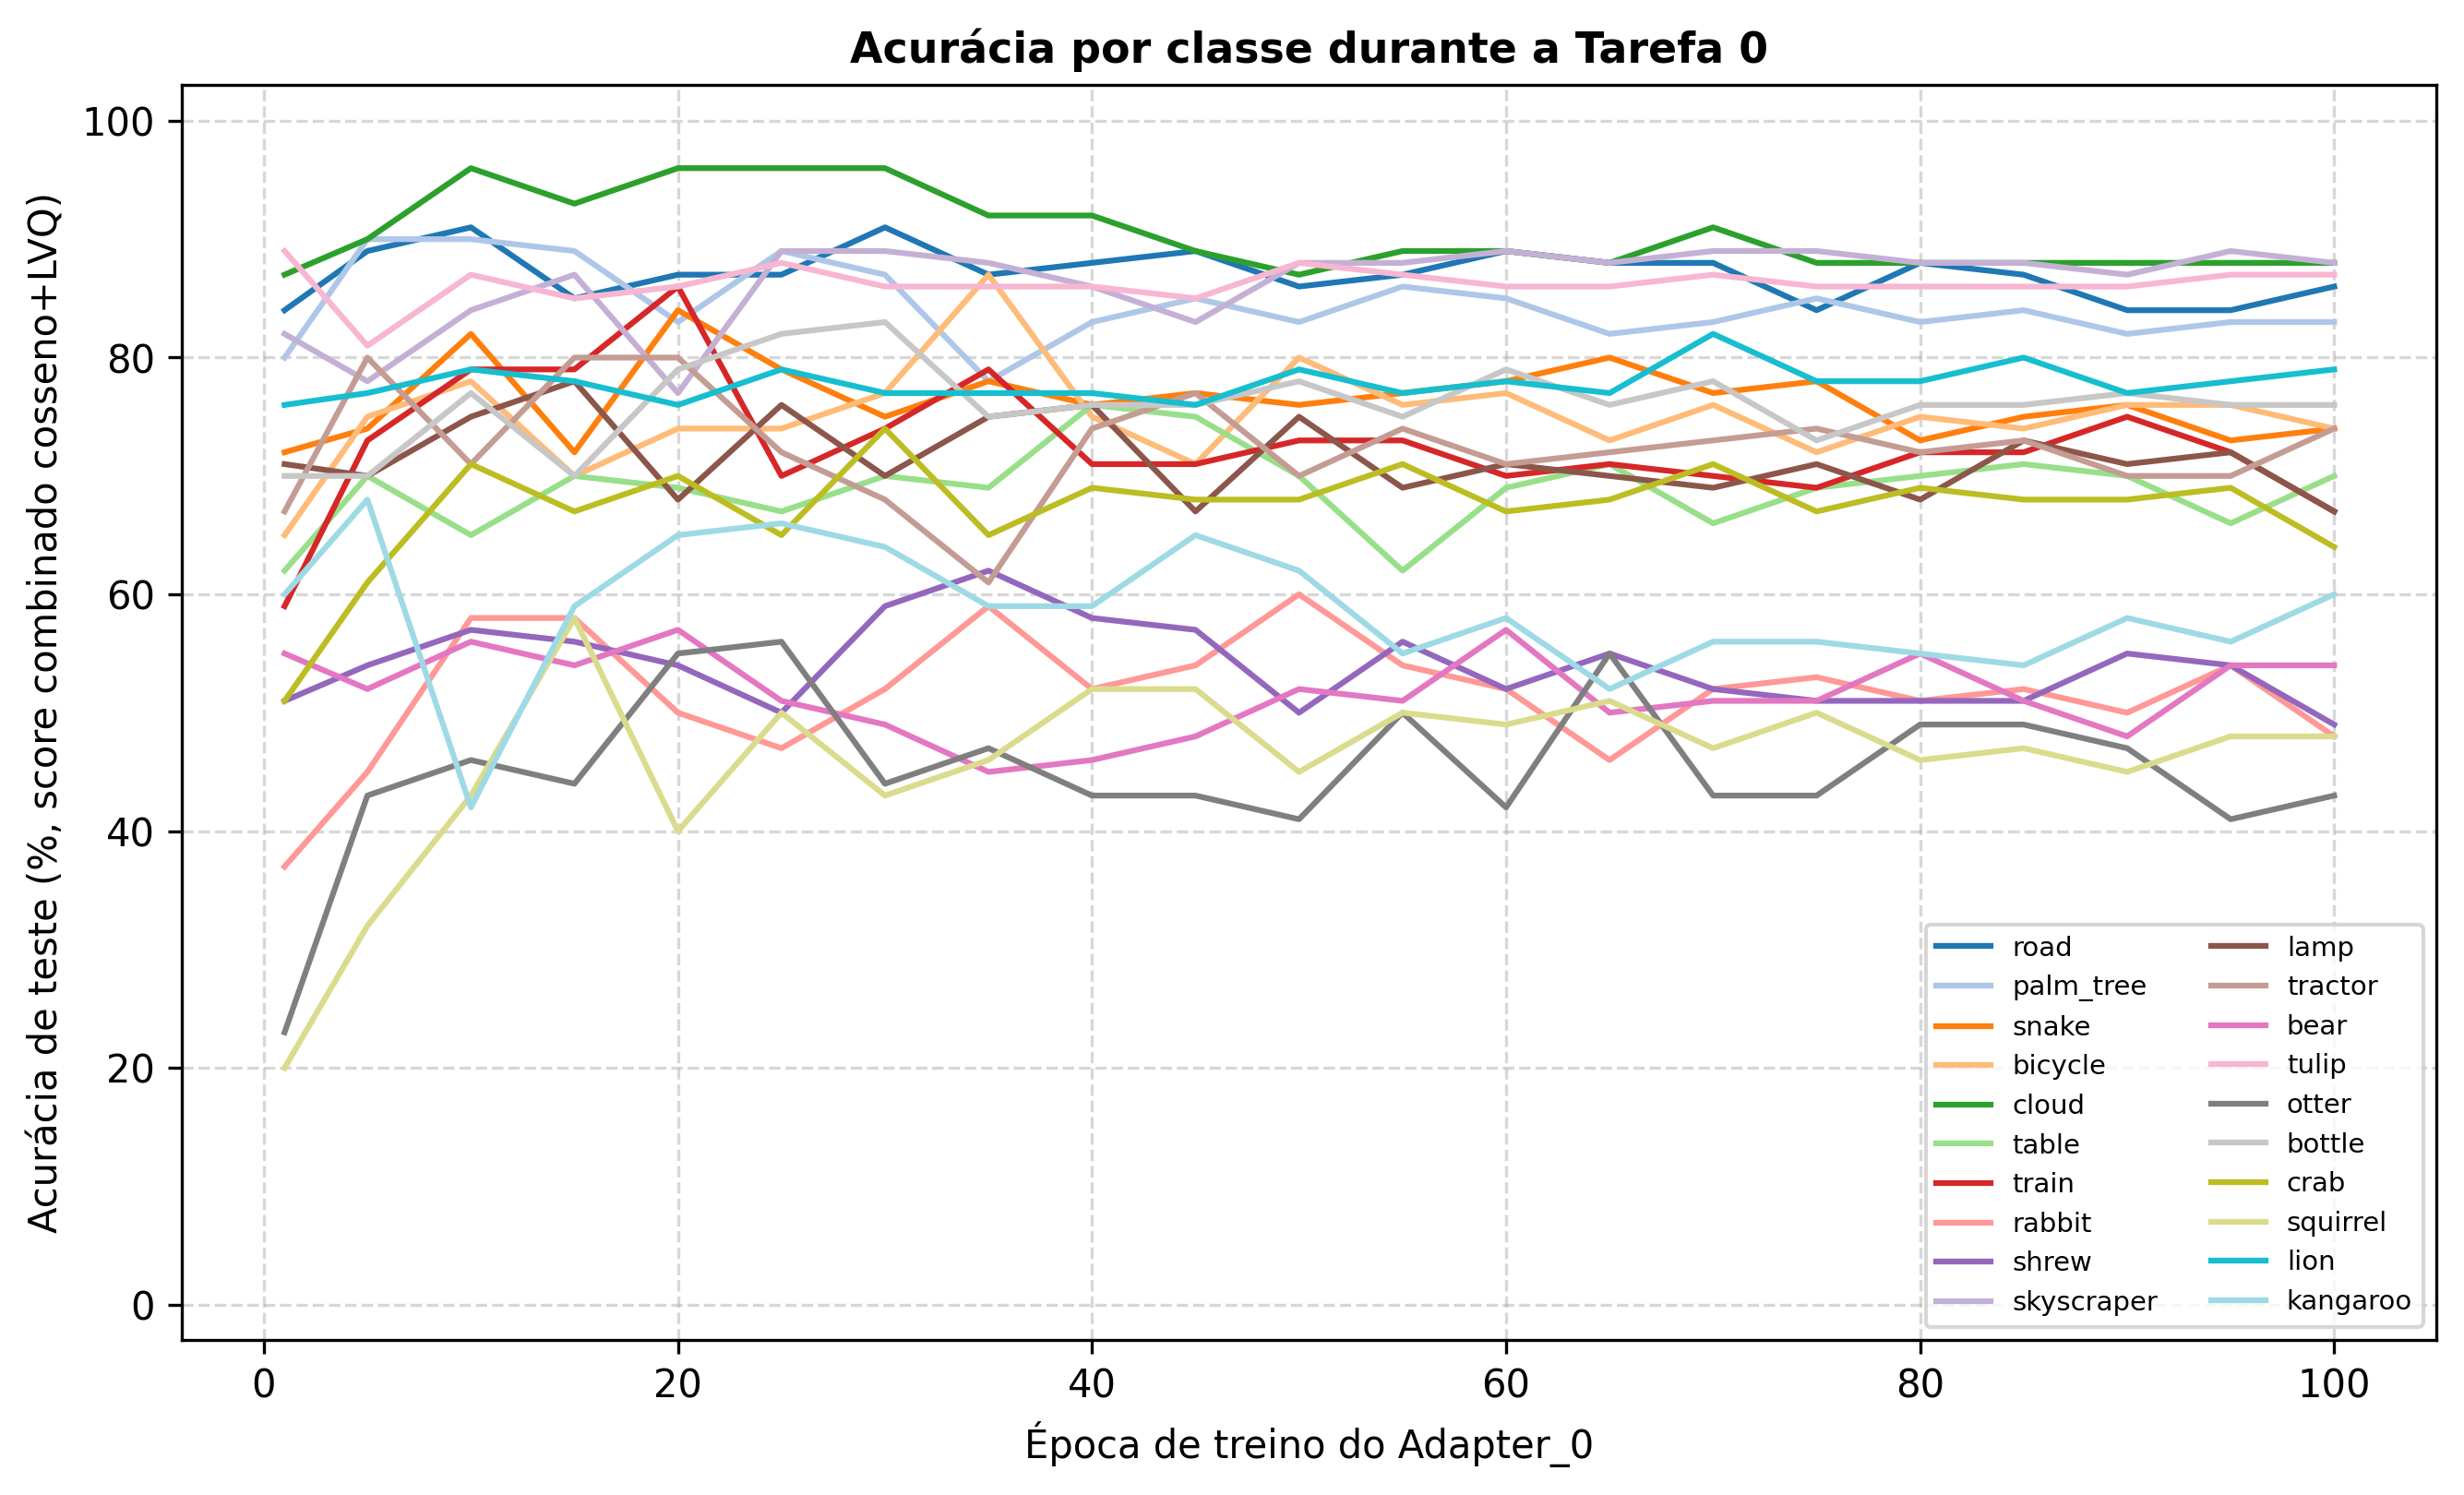 Acurácia por classe durante a Tarefa 0
Acurácia de teste (%, score combinado cosseno+LVQ)
100
80
60
40
20
0
0
20
40
60
80
100
Época de treino do Adapter_0
road
palm_tree
snake
bicycle
cloud
table
train
rabbit
shrew
skyscraper
lamp
tractor
bear
tulip
otter
bottle
crab
squirrel
lion
kangaroo